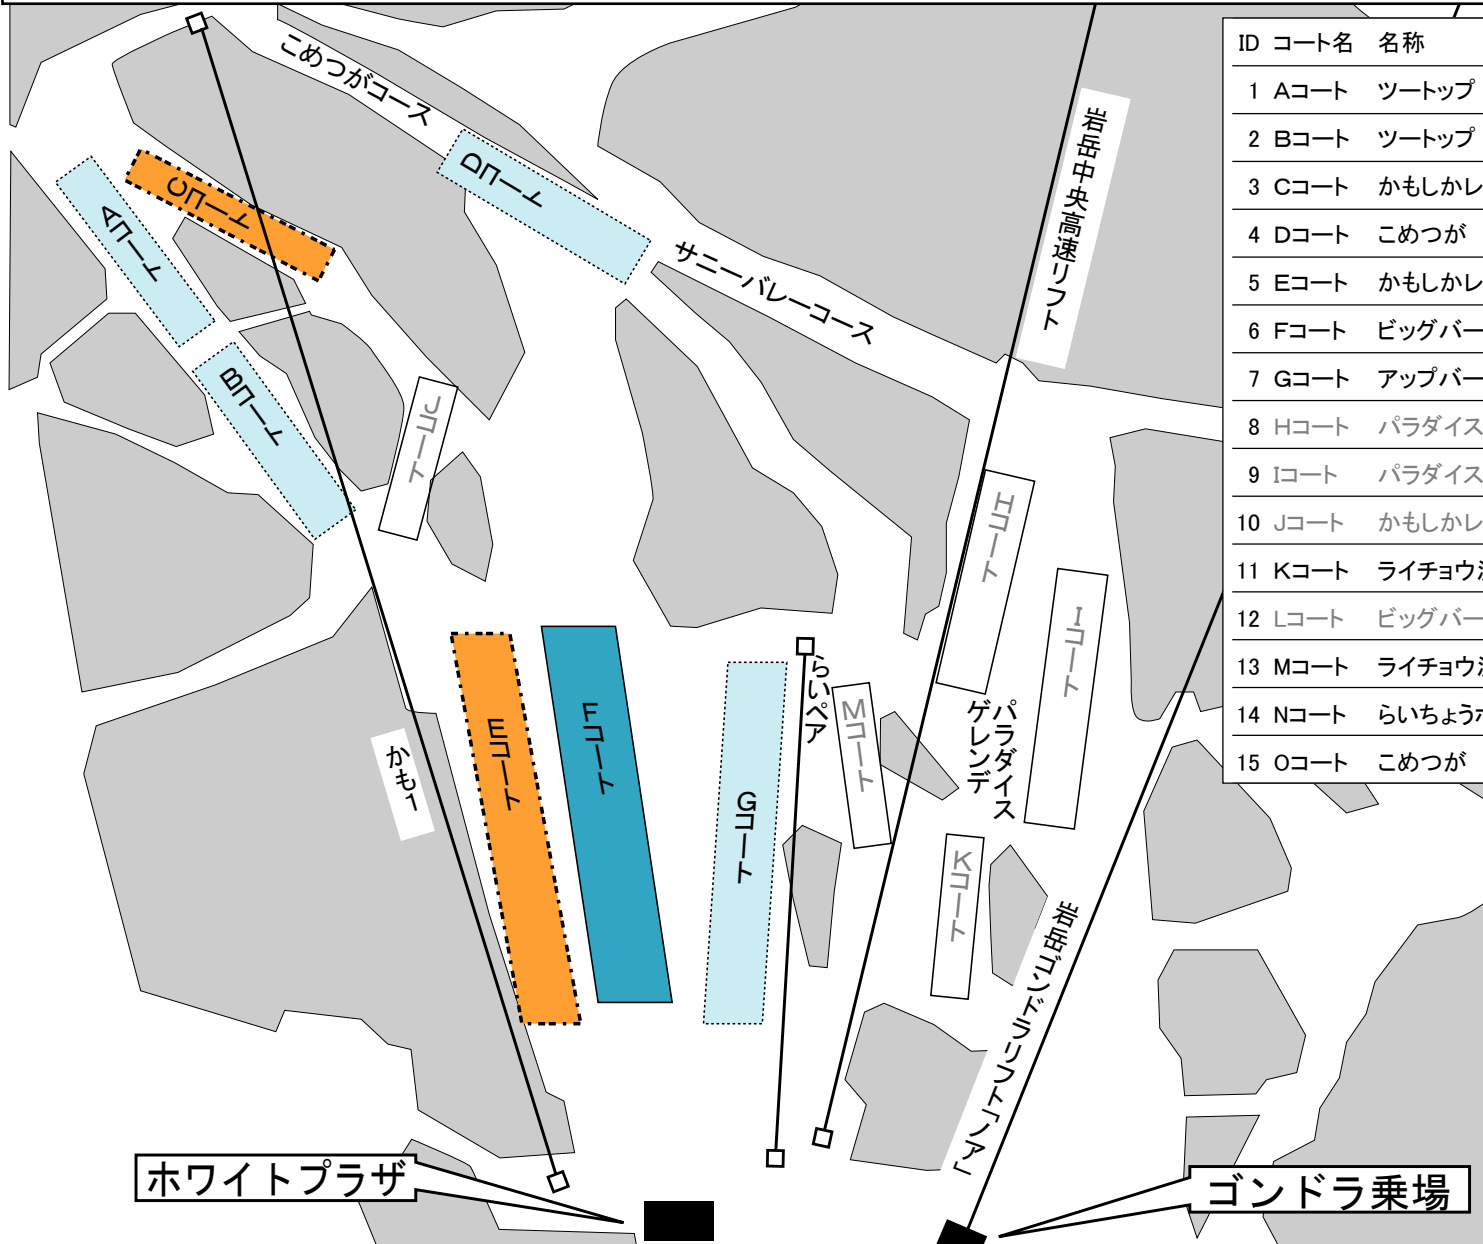 こめつがコース
サニーバレーコース
岩岳中央高速リフト
Aコート
Bコート
Cコート
Dコート
Jコート
Hコート
Iコート
Eコート
Fコート
Gコート
らいペア
Mコート
パラダイス
ゲレンデ
Kコート
かも1
岩岳ゴンドラリフト「ノア」
ホワイトプラザ
ゴンドラ乗場
ID コート名 名称
1 Aコート ツートップ
2 Bコート ツートップ
3 Cコート かもしかレ
4 Dコート こめつが
5 Eコート かもしかレ
6 Fコート ビッグバー
7 Gコート アップバー
8 Hコート パラダイス
9 Iコート パラダイス
10 Jコート かもしかレ
11 Kコート ライチョウ
12 Lコート ビッグバー
13 Mコート ライチョウ
14 Nコート らいちょう
15 Oコート こめつが